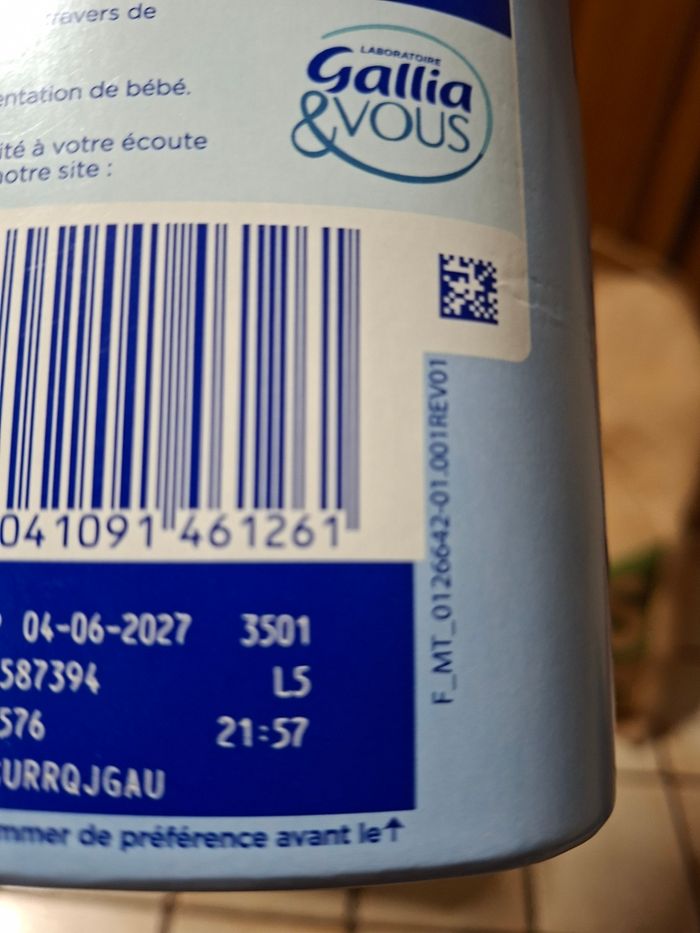 travers de
LABORATOIRE
Gallia
&VOUS
entation de bébé.
ité à votre écoute
notre site :
041091 461261
F_MT_0126642-01.001REV01
04-06-2027 3501
587394 L5
576 21:57
URRQJGAU
mmer de préférence avant le↑